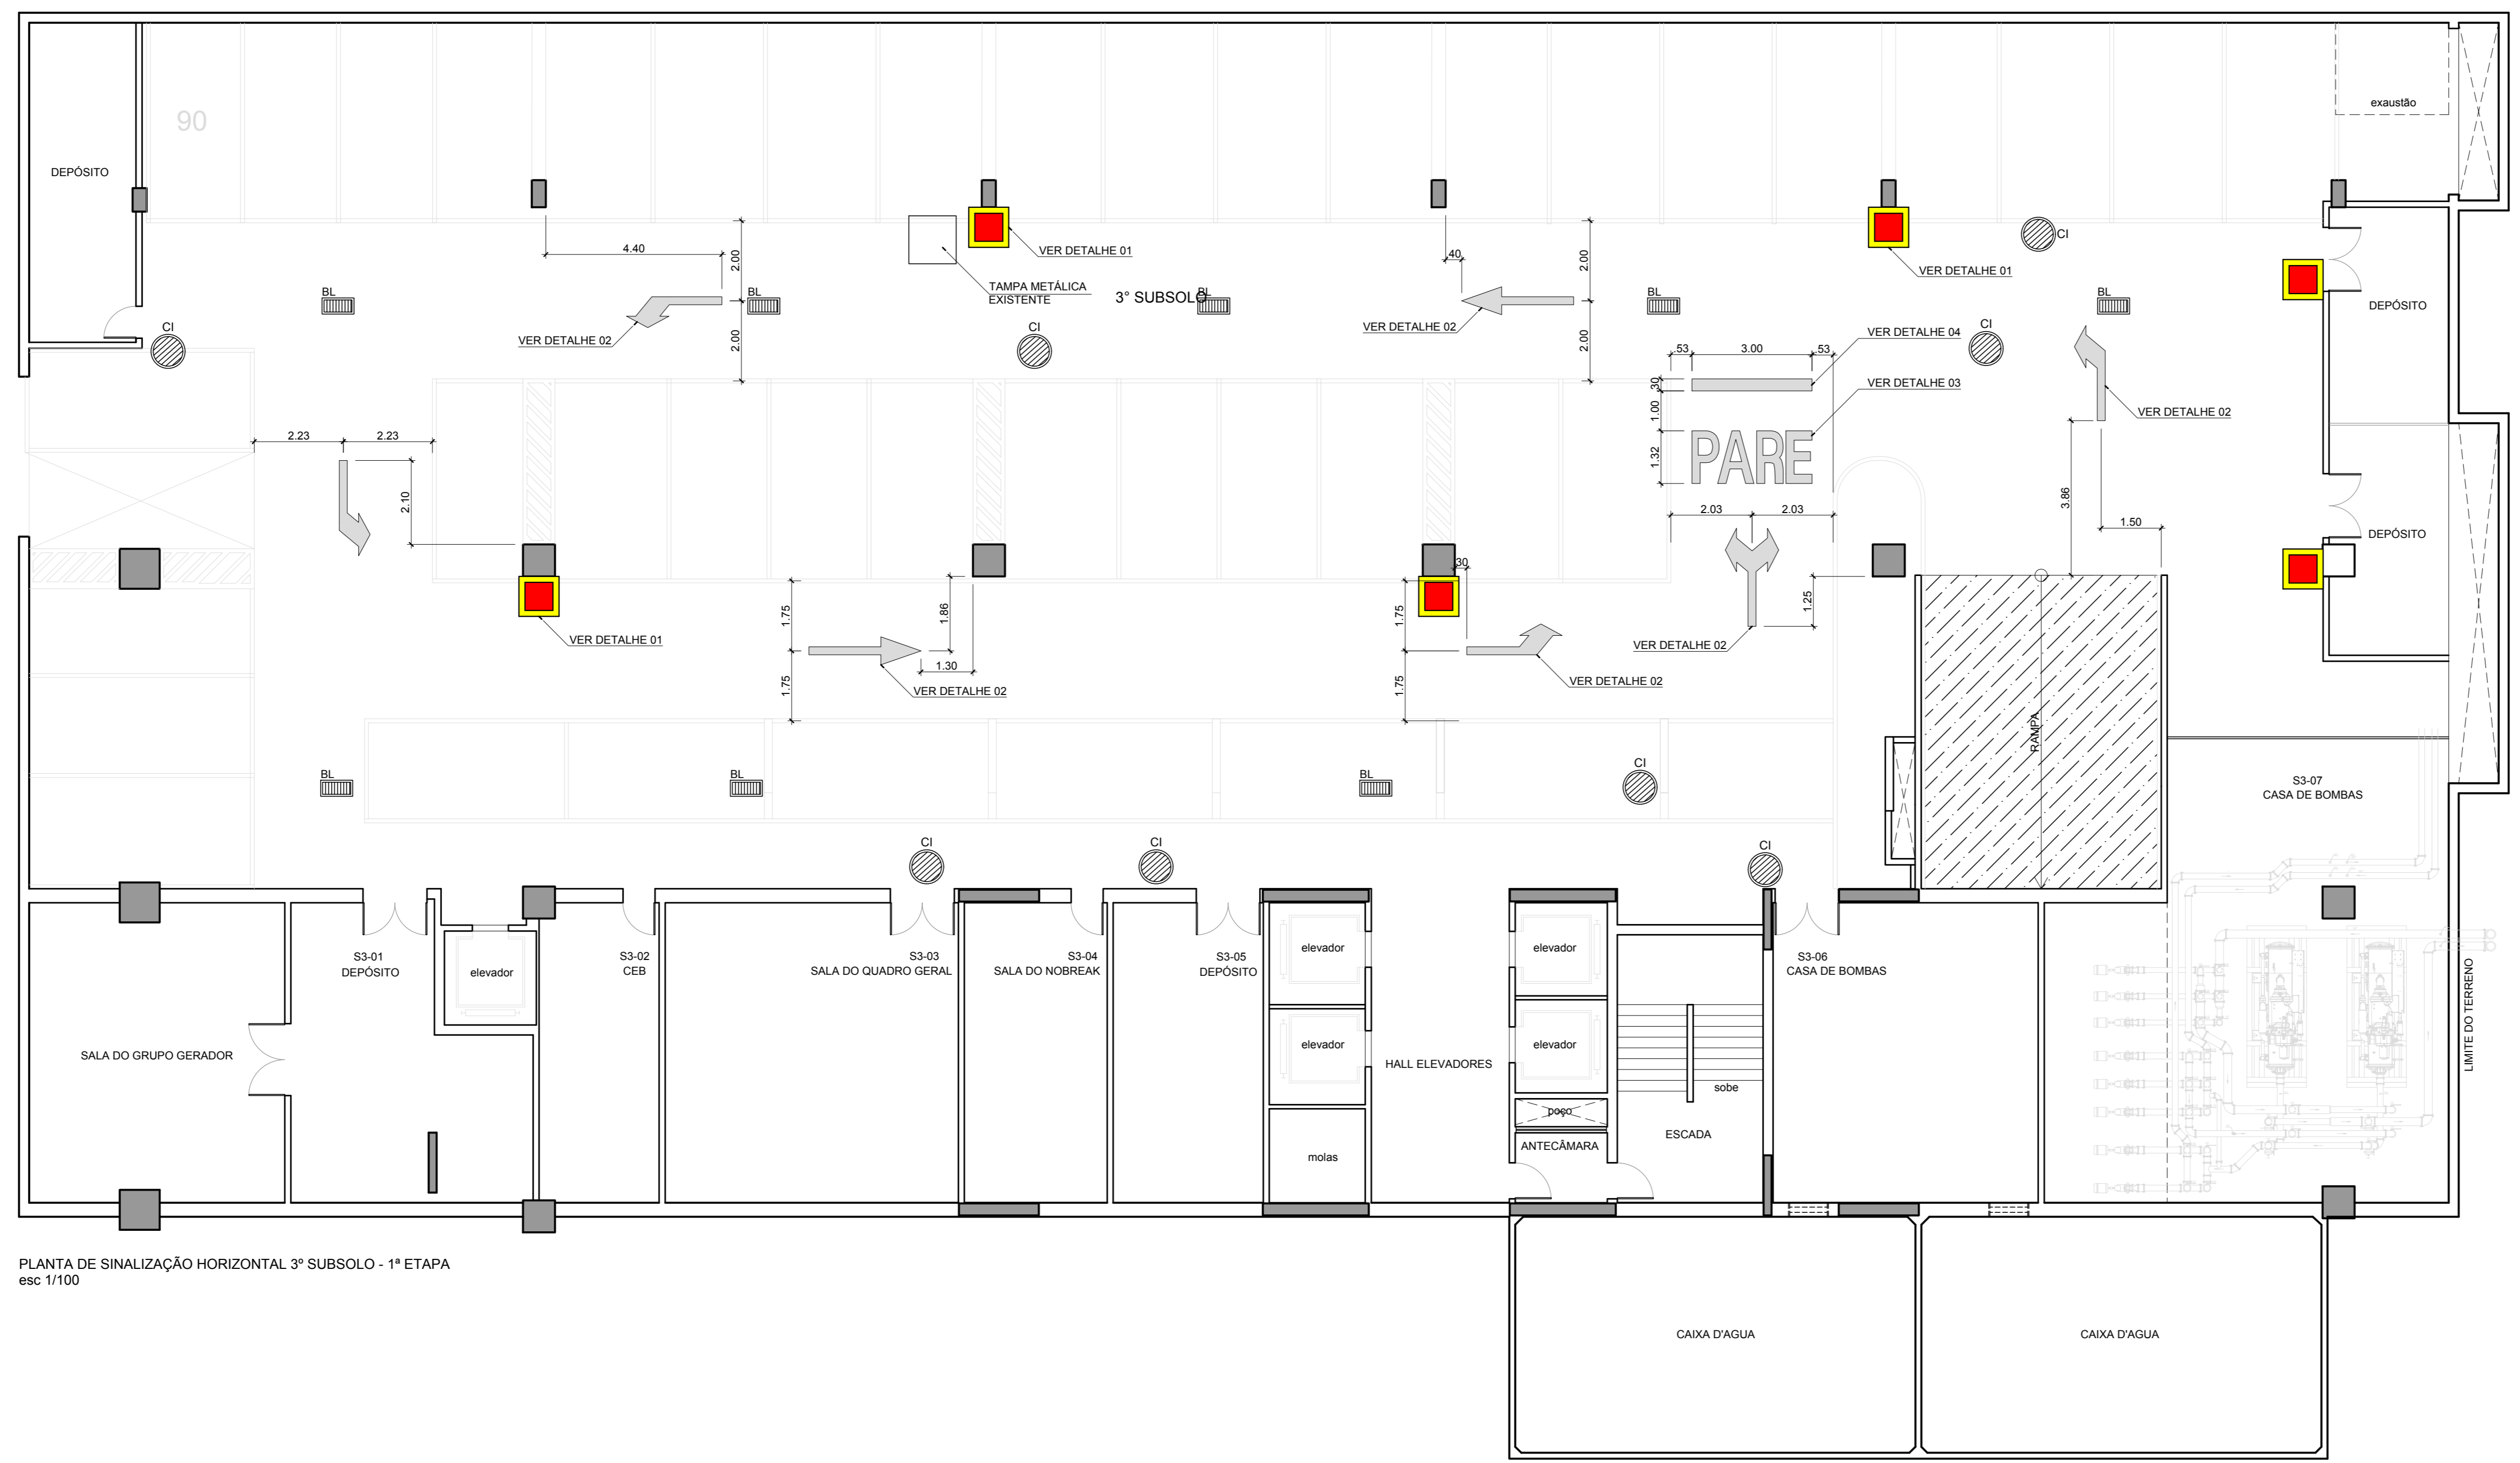 90
exaustão
DEPÓSITO
CI
VER DETALHE 01
4.40
2.00
.40
2.00
VER DETALHE 01
TAMPA METÁLICA
EXISTENTE
3° SUBSOLO
BL
BL
BL
BL
BL
DEPÓSITO
CI
VER DETALHE 02
2.00
CI
VER DETALHE 02
2.00
CI
VER DETALHE 04
.53
3.00
.53
.30
VER DETALHE 03
1.00
VER DETALHE 02
2.23
2.23
PARE
1.32
2.10
3.86
2.03
2.03
1.50
DEPÓSITO
.30
1.75
1.86
1.75
1.25
VER DETALHE 01
VER DETALHE 02
1.30
VER DETALHE 02
VER DETALHE 02
1.75
1.75
RAMPA
BL
BL
BL
CI
S3-07
CASA DE BOMBAS
CI
CI
CI
S3-01
DEPÓSITO
elevador
S3-02
CEB
S3-03
SALA DO QUADRO GERAL
S3-04
SALA DO NOBREAK
S3-05
DEPÓSITO
elevador
elevador
S3-06
CASA DE BOMBAS
LIMITE DO TERRENO
SALA DO GRUPO GERADOR
elevador
HALL ELEVADORES
elevador
sobe
poço
ESCADA
ANTECÂMARA
molas
PLANTA DE SINALIZAÇÃO HORIZONTAL 3º SUBSOLO - 1ª ETAPA
esc 1/100
CAIXA D'AGUA
CAIXA D'AGUA